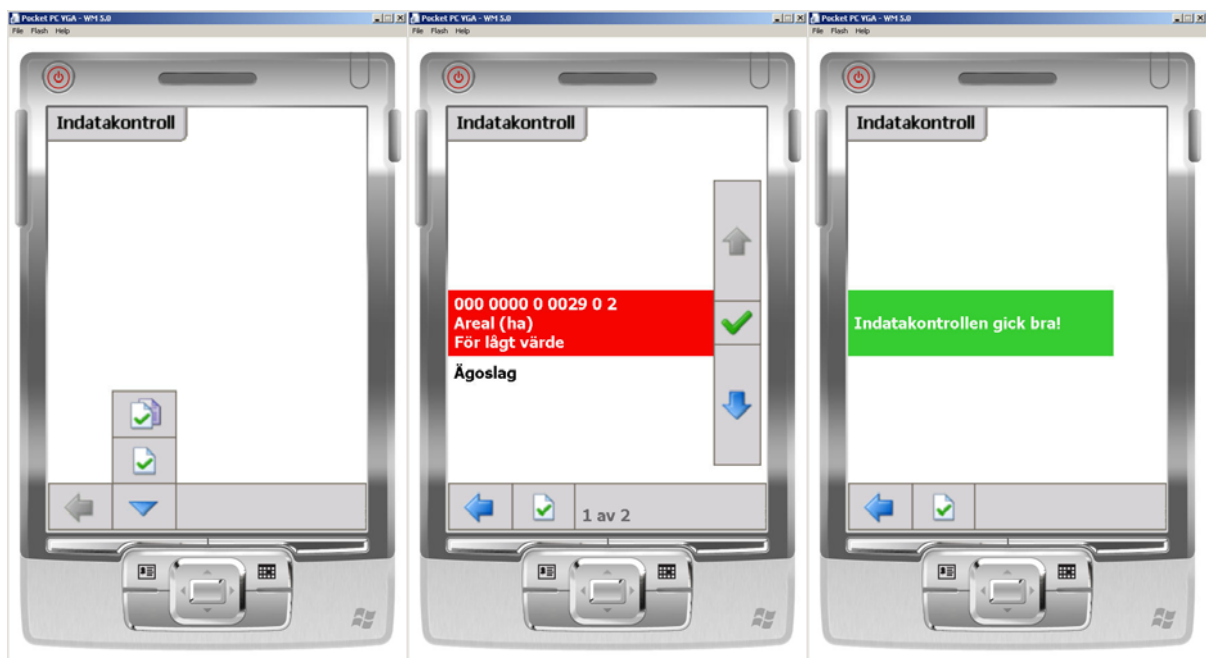 Pocket PC VGA - WM 5.0
File Flash Help
Indatakontroll
Pocket PC VGA - WM 5.0
File Flash Help
Indatakontroll
000 0000 0 0029 0 2
Areal (ha)
För lågt värde
Ägoslag
1 av 2
Pocket PC VGA - WM 5.0
File Flash Help
Indatakontroll
Indatakontrollen gick bra!